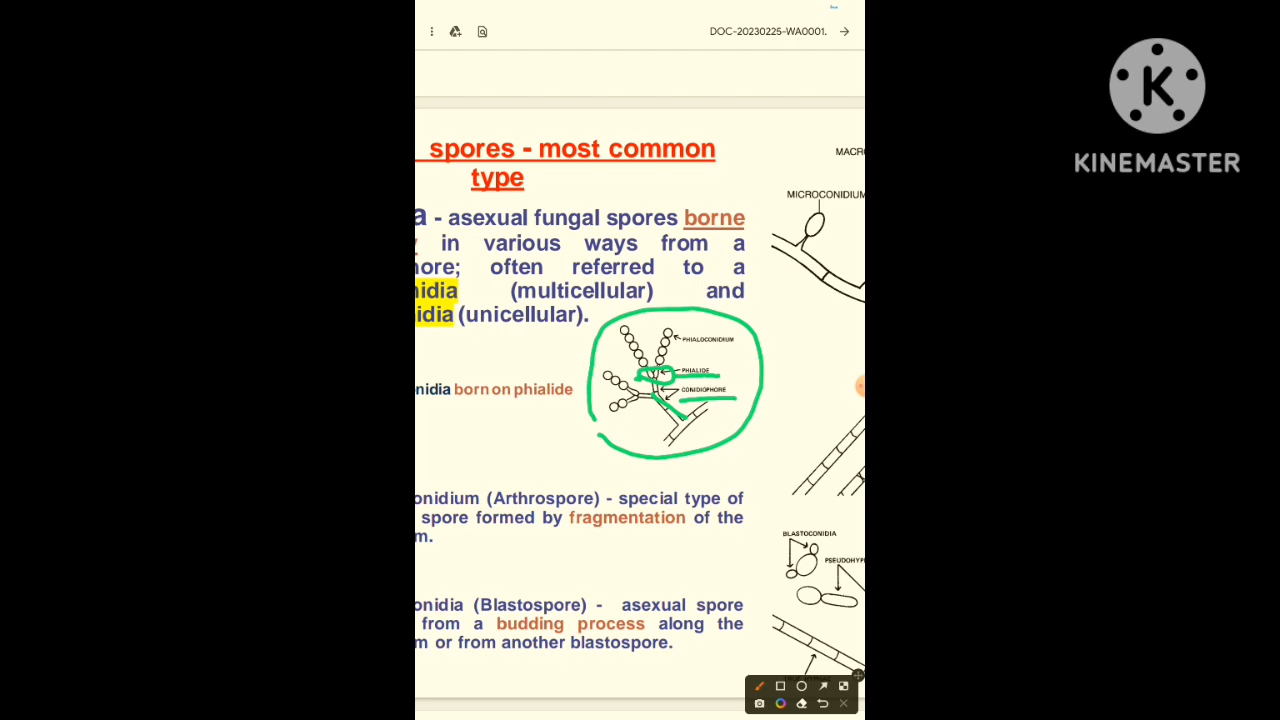 DOC-20230225-WA0001.
spores - most common
type
a - asexual fungal spores borne
in various ways from a
hore; often referred to a
nidia (multicellular) and
idia (unicellular).
onidia born on phialide
onidium (Arthrospore) - special type of
spore formed by fragmentation of the
m.
onidia (Blastospore) - asexual spore
from a budding process along the
m or from another blastospore.
PHIALOCONIDIUM
PHIALIDE
CONIDIOPHORE
MACR
MICROCONIDIUM
BLASTOCONIDIA
PSEUDOHYP
K
KINEMASTER